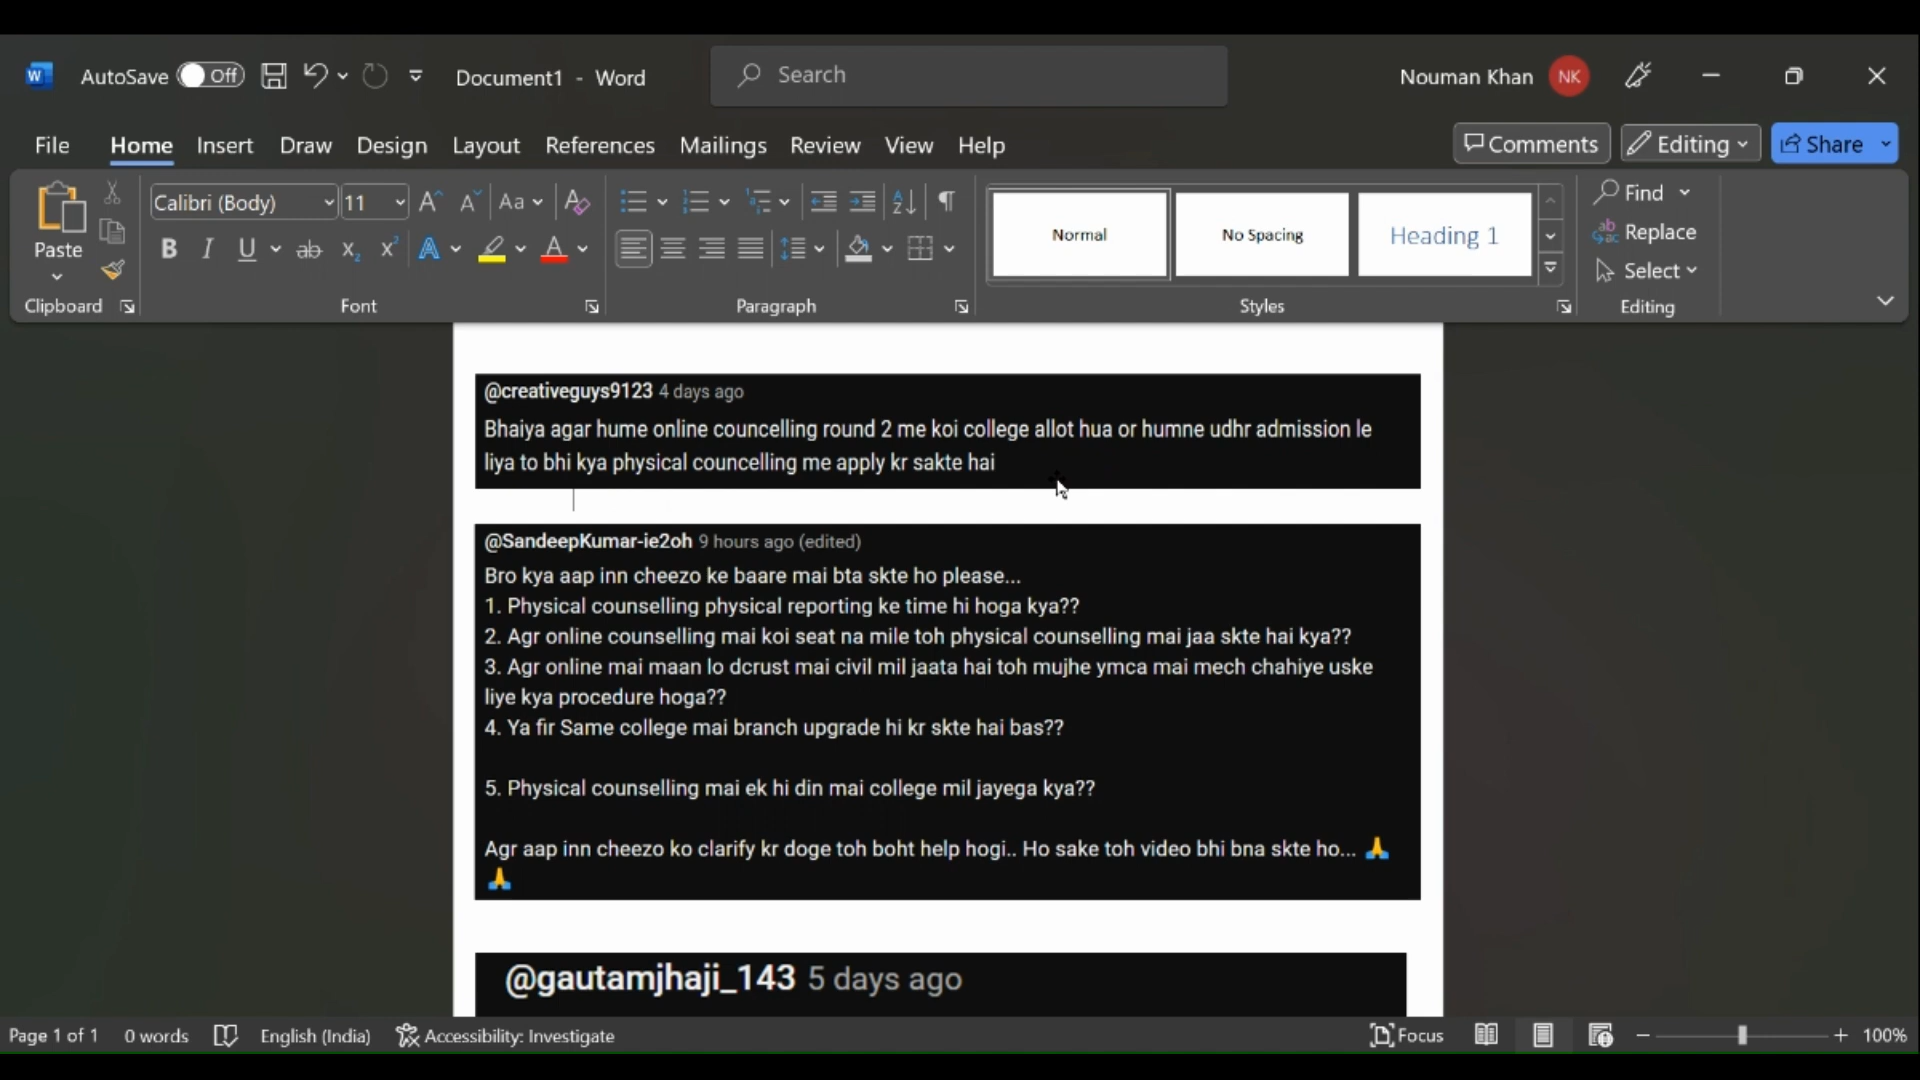 AutoSave Off Document1 - Word Search Nouman Khan NK
File Home Insert Draw Design Layout References Mailings Review View Help Comments Editing Share
Paste Calibri (Body) 11 Aa Normal No Spacing Heading 1 Find
Replace
Select
Clipboard Font Paragraph Styles Editing
@creativeguys9123 4 days ago
Bhaiya agar hume online councelling round 2 me koi college allot hua or humne udhr admission le
liya to bhi kya physical councelling me apply kr sakte hai
@SandeepKumar-ie2oh 9 hours ago (edited)
Bro kya aap inn cheezo ke baare mai bta skte ho please...
1. Physical counselling physical reporting ke time hi hoga kya??
2. Agr online counselling mai koi seat na mile toh physical counselling mai jaa skte hai kya??
3. Agr online mai maan lo dcrust mai civil mil jaata hai toh mujhe ymca mai mech chahiye uske
liye kya procedure hoga??
4. Ya fir Same college mai branch upgrade hi kr skte hai bas??
5. Physical counselling mai ek hi din mai college mil jayega kya??
Agr aap inn cheezo ko clarify kr doge toh boht help hogi.. Ho sake toh video bhi bna skte ho... 🙏
🙏
@gautamjhaji_143 5 days ago
Page 1 of 1 0 words English (India) Accessibility: Investigate Focus 100%